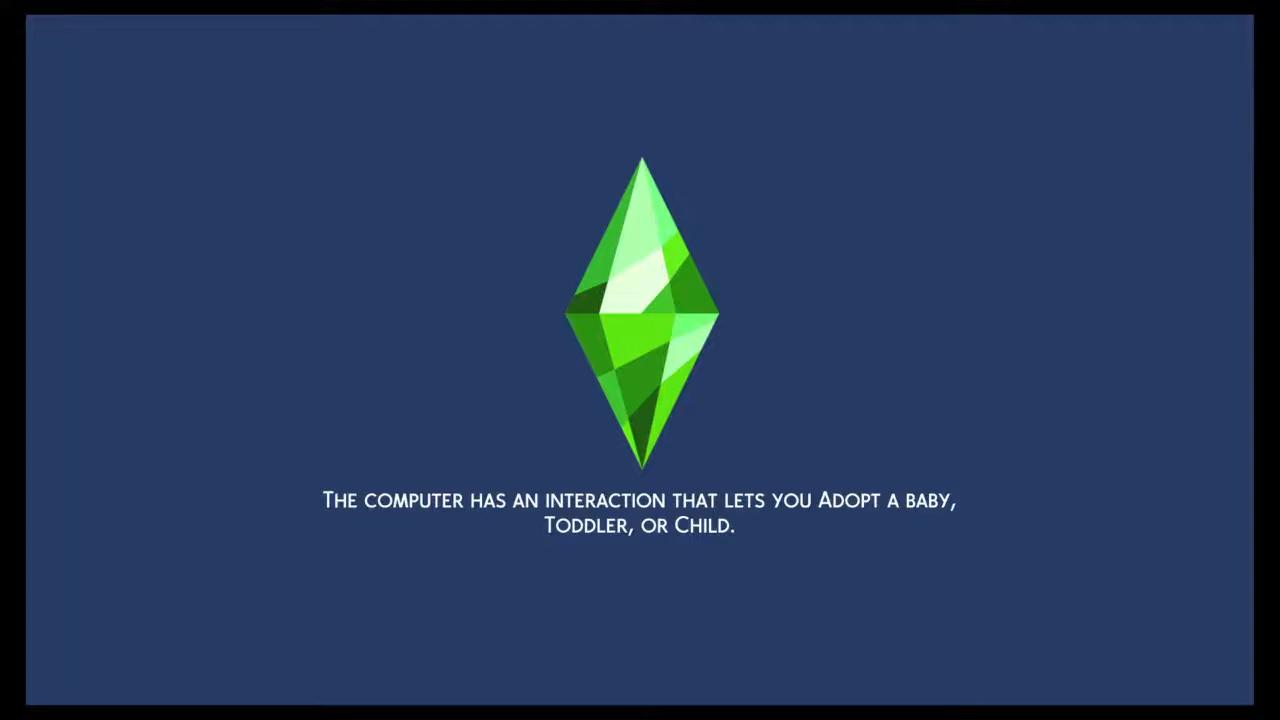 The computer has an interaction that lets you Adopt a baby,
Toddler, or Child.